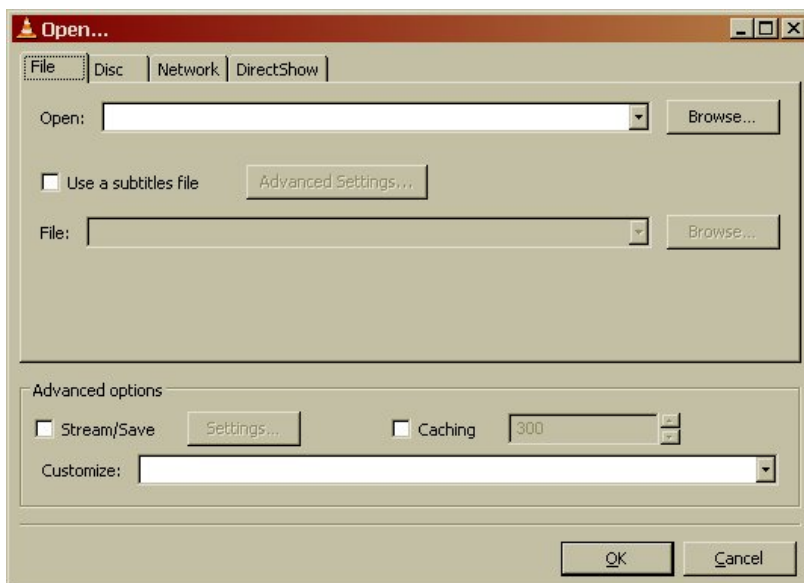 Open...
File Disc Network DirectShow
Open: Browse...
Use a subtitles file Advanced Settings...
File: Browse...
Advanced options
Stream/Save Settings... Caching 300
Customize:
OK Cancel